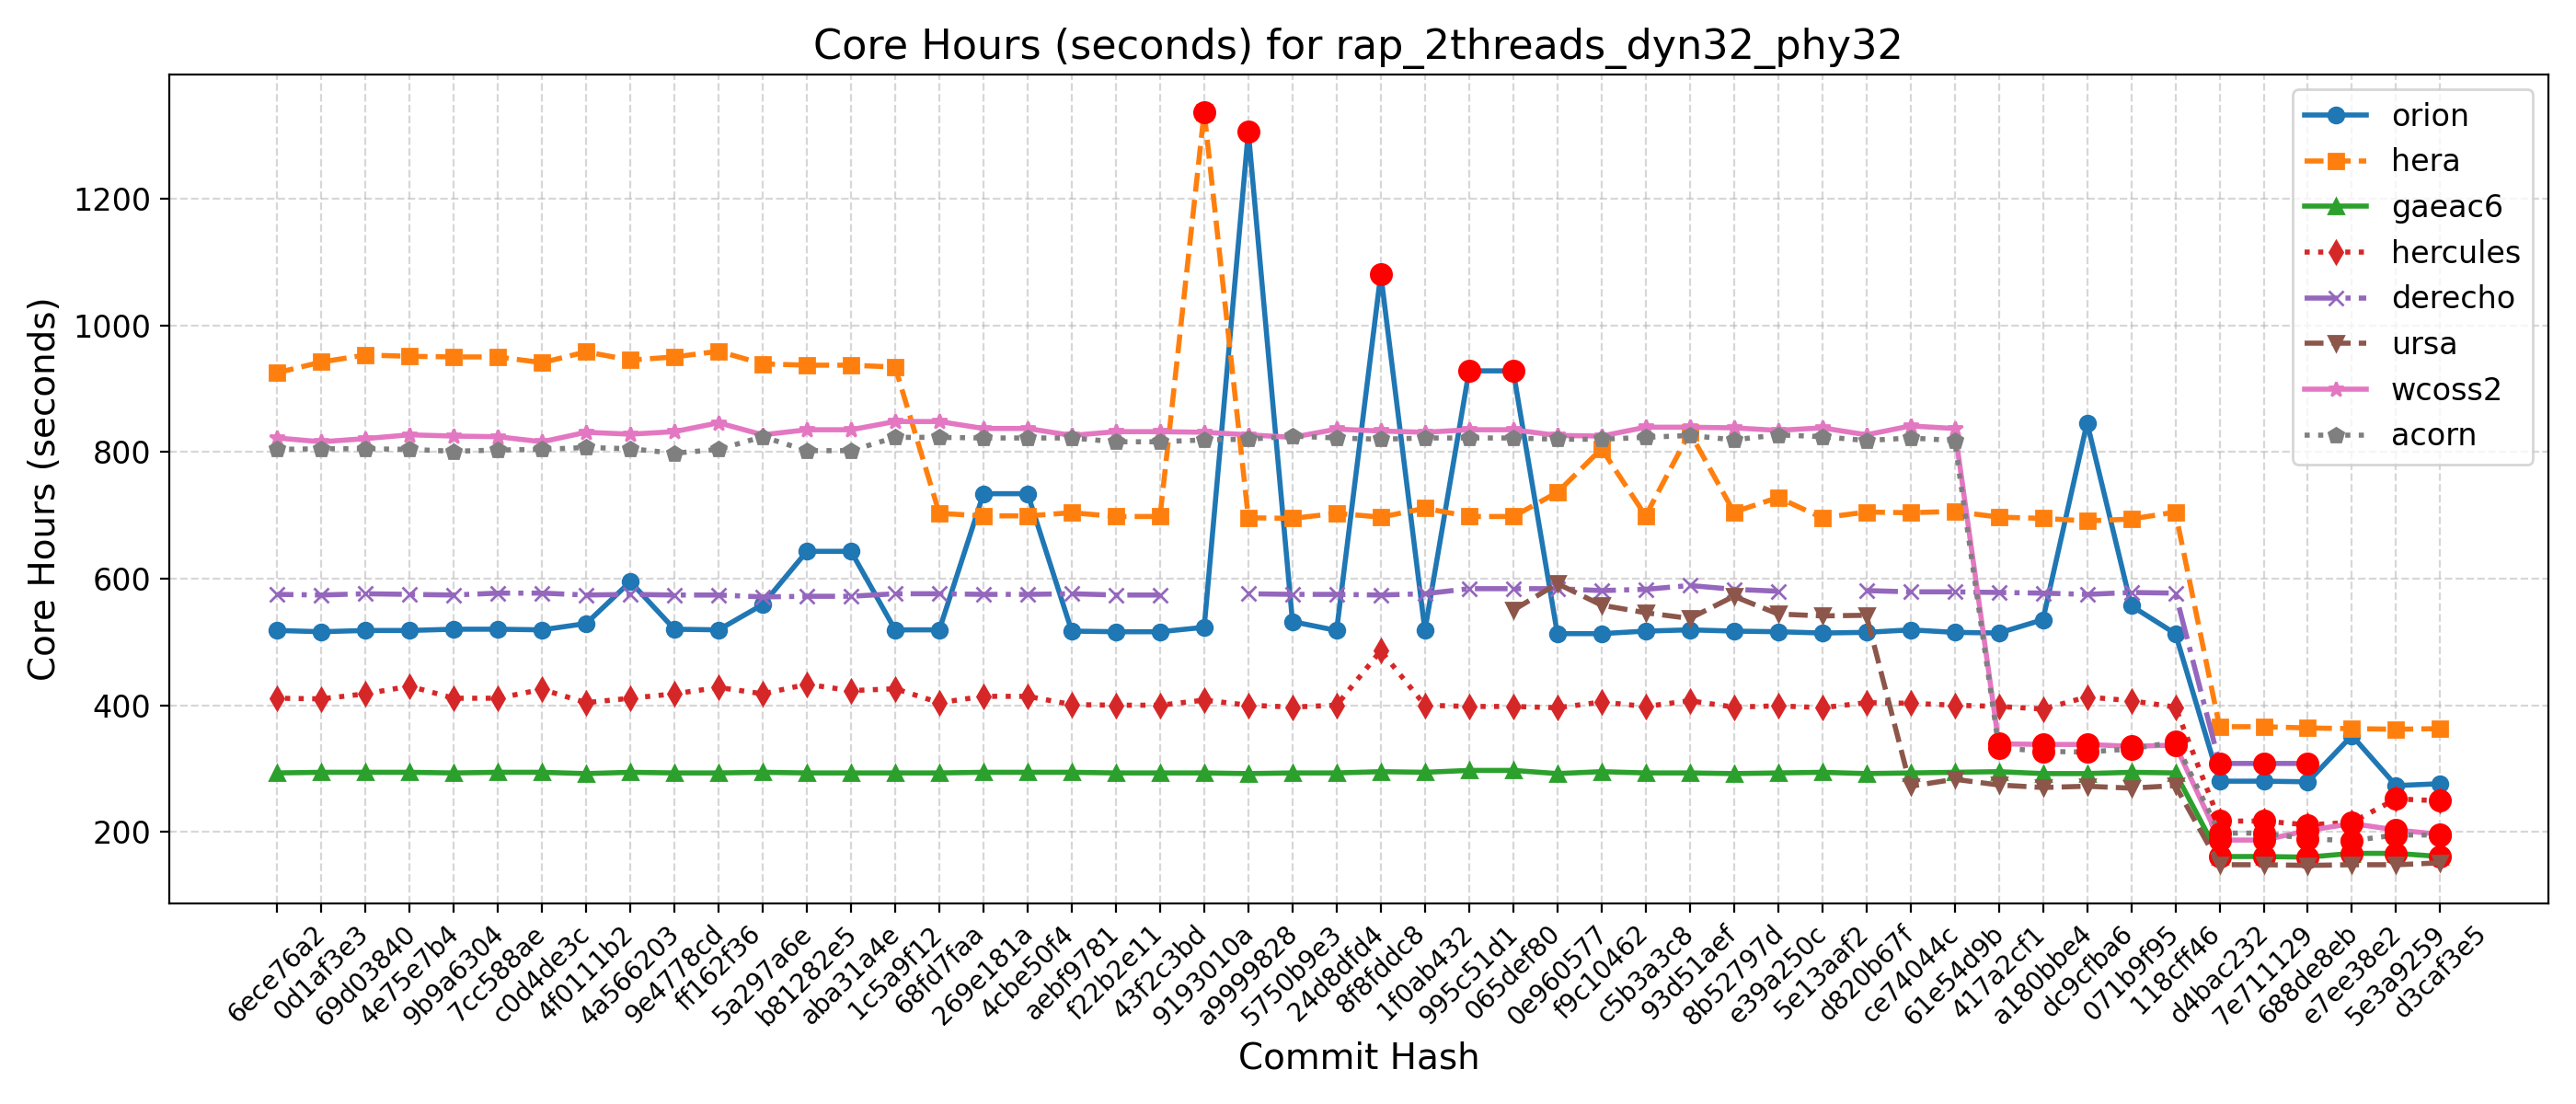 Core Hours (seconds) for rap_2threads_dyn32_phy32
Core Hours (seconds)
1200
1000
800
600
400
200
orion
hera
gaeac6
hercules
derecho
ursa
wcoss2
acorn
6ece76a2
0d1af3e3
69d03840
4e75e7b4
9b9a6304
7cc588ae
c0d4de3c
4f0111b2
4a566203
9e4778cd
ff162f36
5a297a6e
b81282e5
aba31a4e
1c5a9f12
68fd7faa
269e181a
4cbe50f4
aebf9781
f22b2e11
43f2c3bd
9193010a
a9999828
5750b9e3
24d8dfd4
8f8fddc8
1f0ab432
995c51d1
065def80
0e960577
f9c10462
c5b3a3c8
93d51aef
8b52797d
e39a250c
5e13aaf2
d820b67f
ce74044c
61e54d9b
417a2cf1
a180bbe4
dc9cfba6
071b9f95
118cff46
d4bac232
7e711129
688de8eb
e7ee38e2
5e3a9259
d3caf3e5
Commit Hash